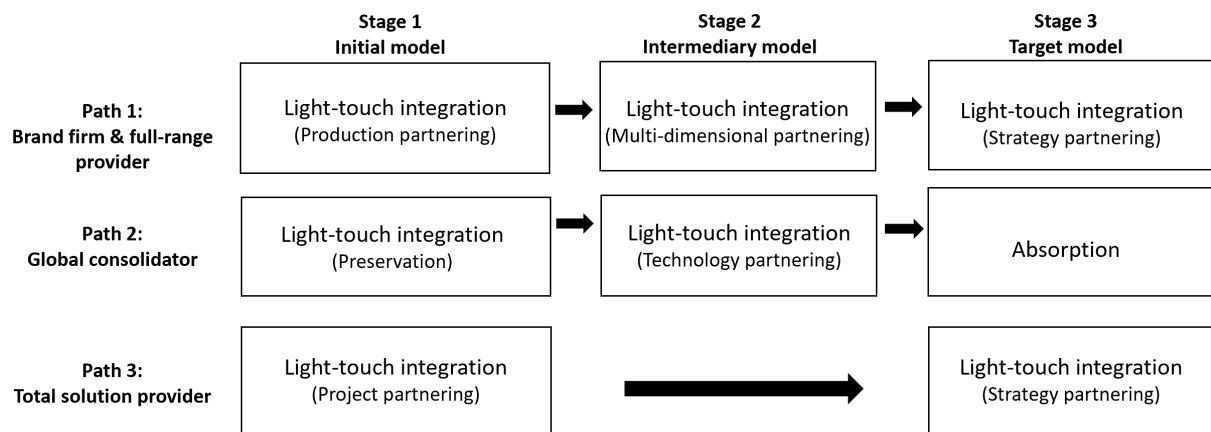 Stage 1
Initial model
Stage 2
Intermediary model
Stage 3
Target model
Path 1:
Brand firm & full-range
provider
Light-touch integration
(Production partnering)
Light-touch integration
(Multi-dimensional partnering)
Light-touch integration
(Strategy partnering)
Path 2:
Global consolidator
Light-touch integration
(Preservation)
Light-touch integration
(Technology partnering)
Absorption
Path 3:
Total solution provider
Light-touch integration
(Project partnering)
Light-touch integration
(Strategy partnering)